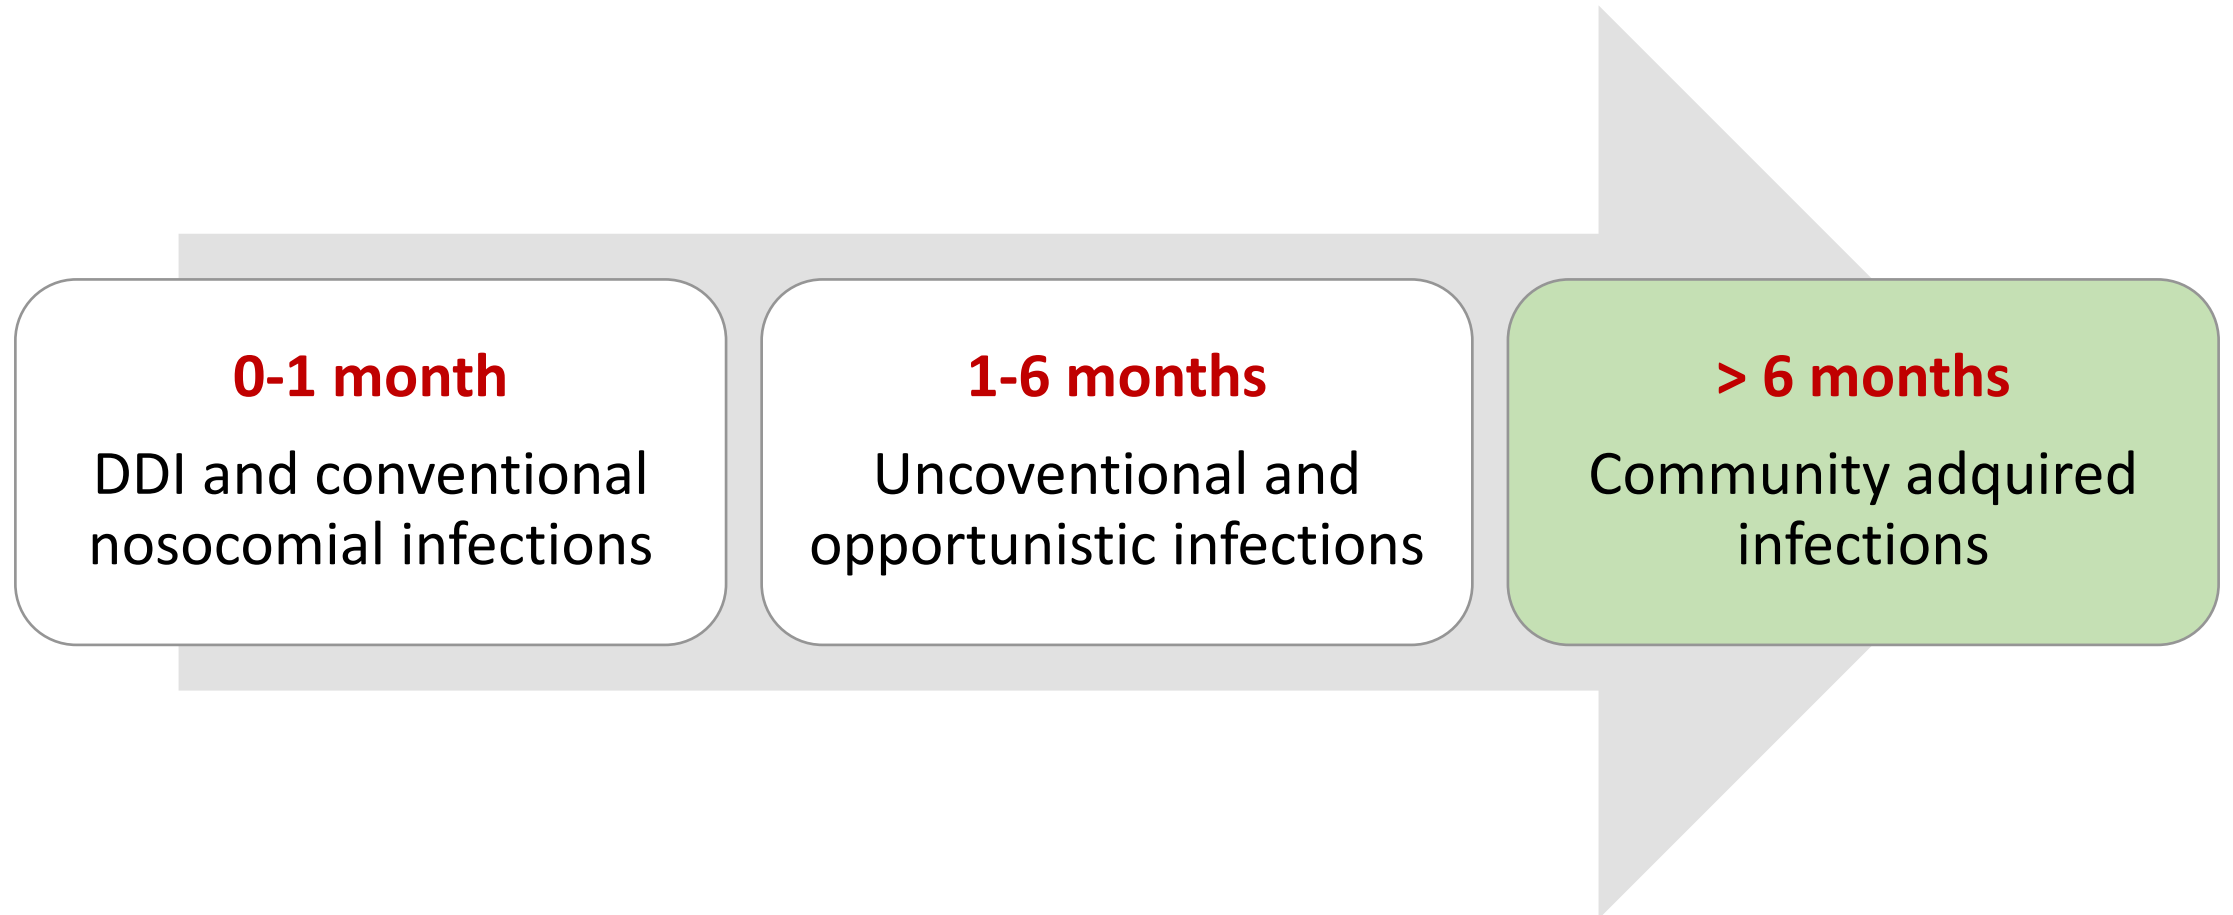 0-1 month
DDI and conventional
nosocomial infections
1-6 months
Uncoventional and
opportunistic infections
> 6 months
Community adquired
infections